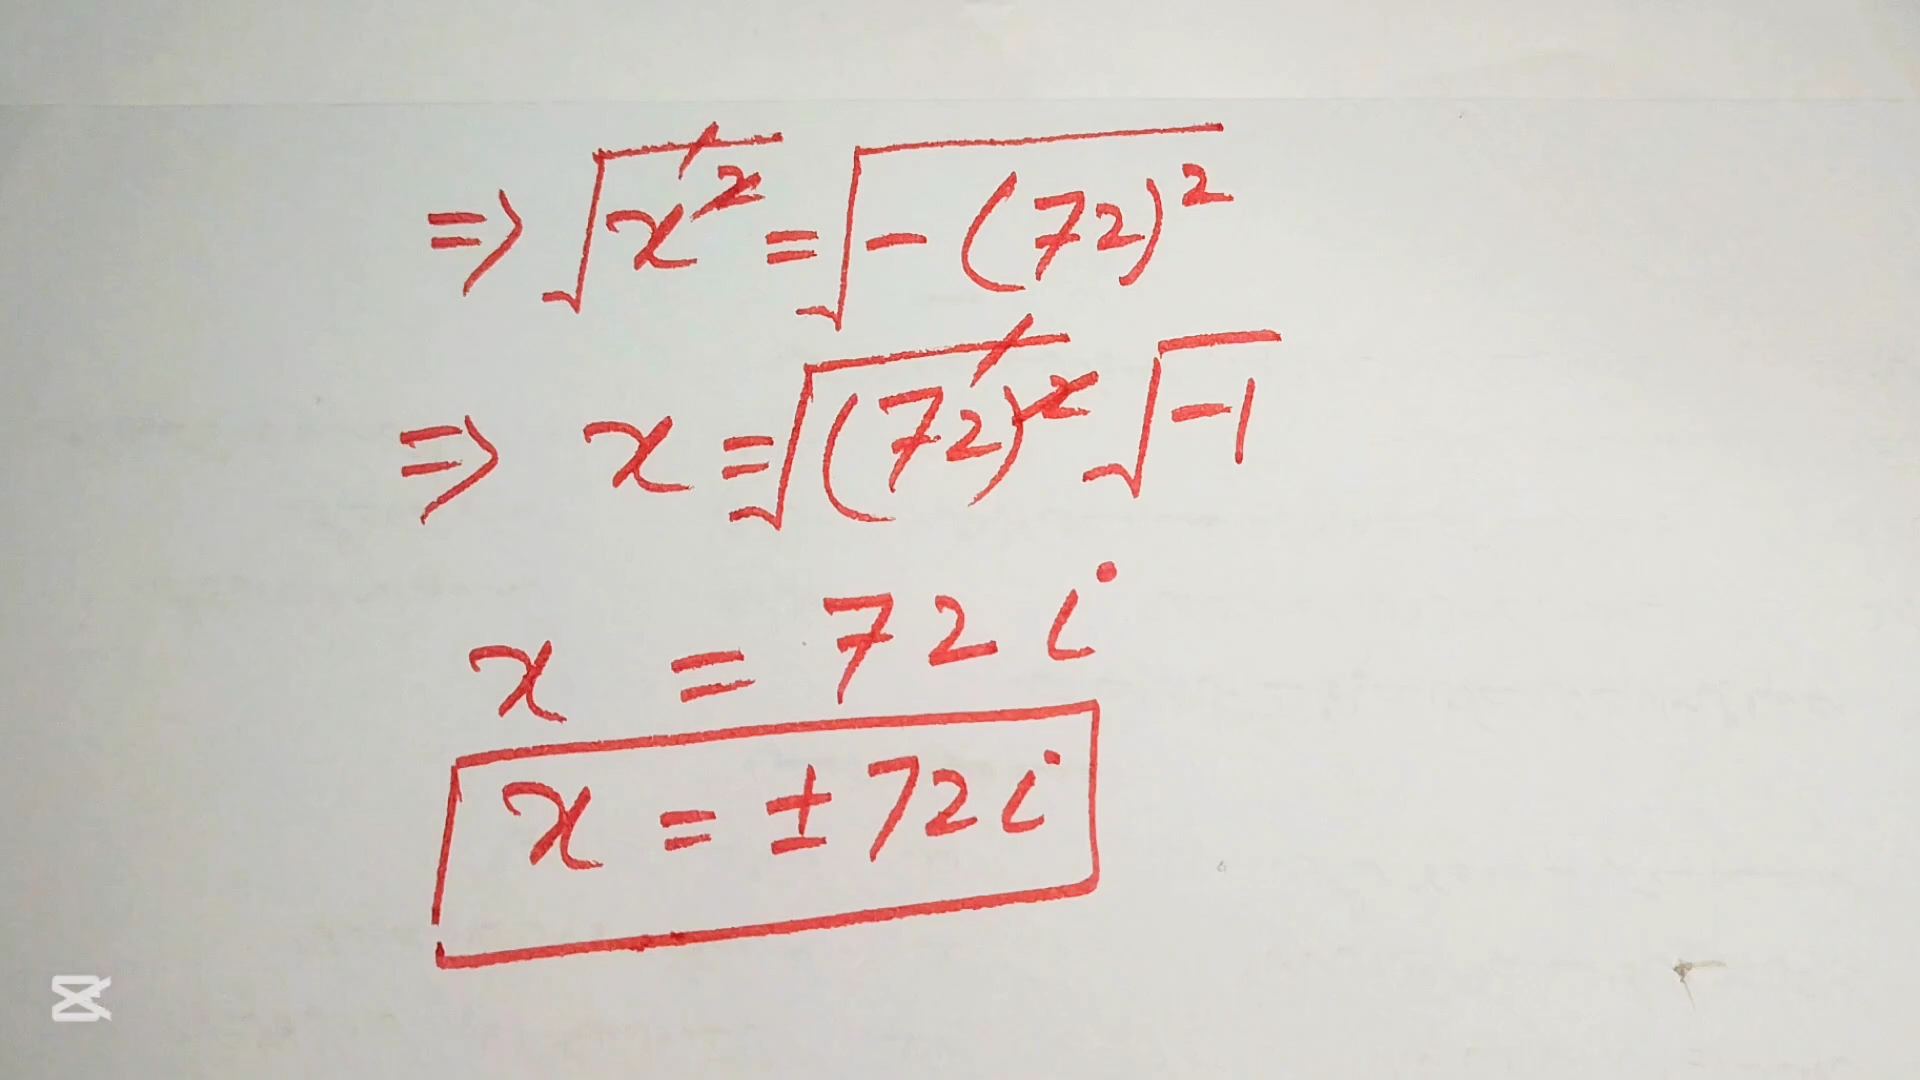 ⇒ √x² = √-(72)²
⇒ x = √(72)² √-1
x = 72i
x = ±72i